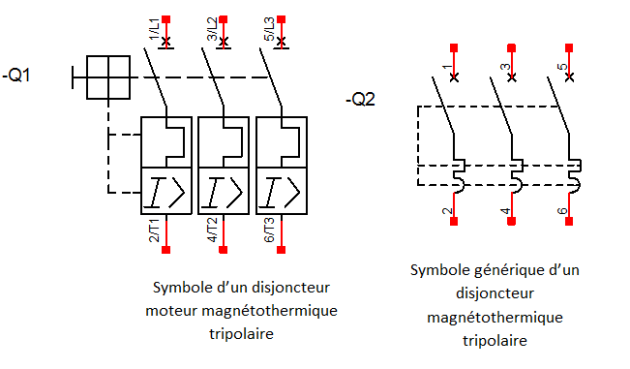 1/L1
3/L2
5/L3
-Q1
I >
I >
I >
2/T1
4/T2
6/T3
Symbole d'un disjoncteur
moteur magnétothermique
tripolaire
1
3
5
-Q2
2
4
6
Symbole générique d'un
disjoncteur
magnétothermique
tripolaire